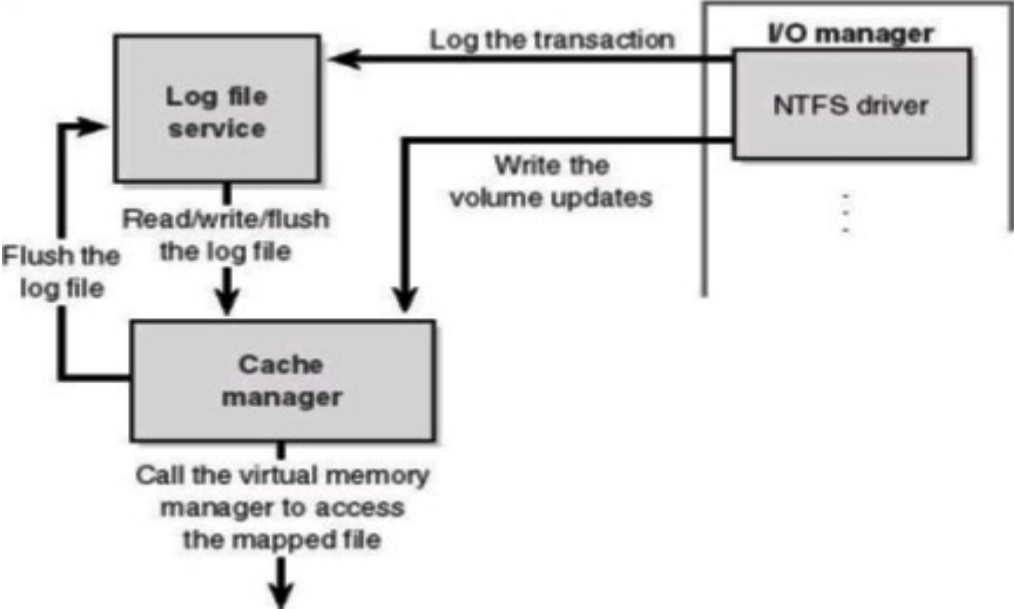 Log the transaction
I/O manager
NTFS driver
Log file
service
Write the
volume updates
Read/write/flush
the log file
Flush the
log file
Cache
manager
Call the virtual memory
manager to access
the mapped file